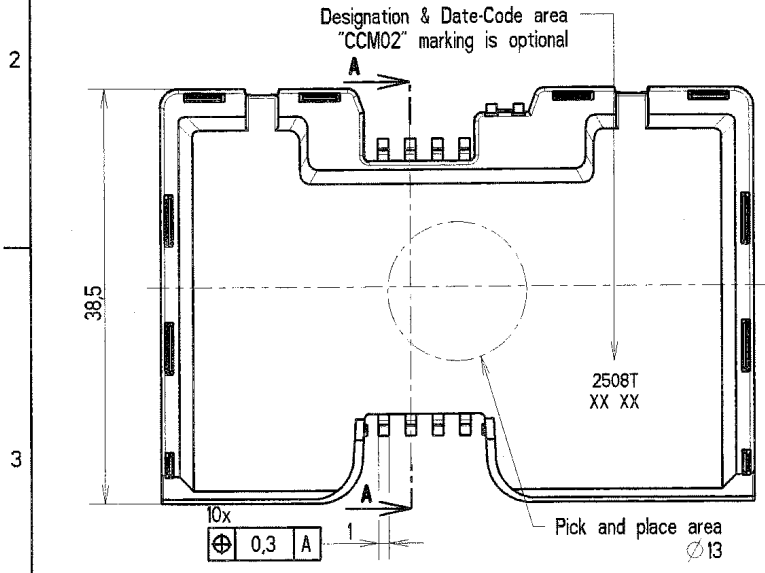 Designation & Date-Code area
"CCM02" marking is optional
2
A
38,5
2508T
XX XX
3
A
10x
⌖ 0,3 A
1
Pick and place area
∅13